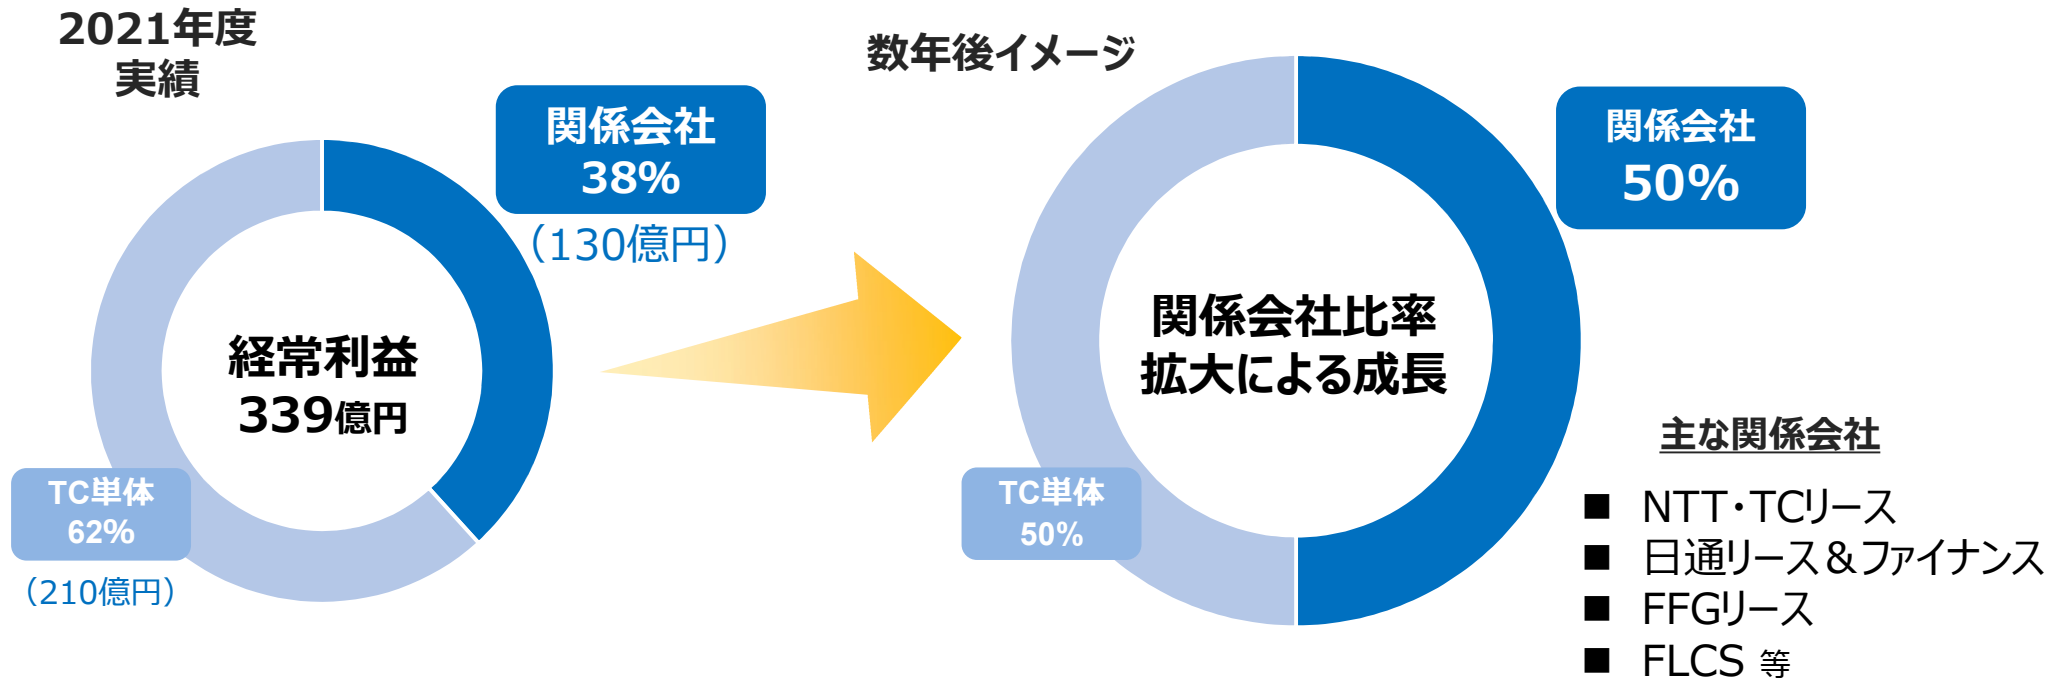 2021年度
実績
関係会社
38%
（130億円）
経常利益
339億円
TC単体
62%
（210億円）
数年後イメージ
関係会社
50%
関係会社比率
拡大による成長
TC単体
50%
主な関係会社
■ NTT・TCリース
■ 日通リース＆ファイナンス
■ FFGリース
■ FLCS 等